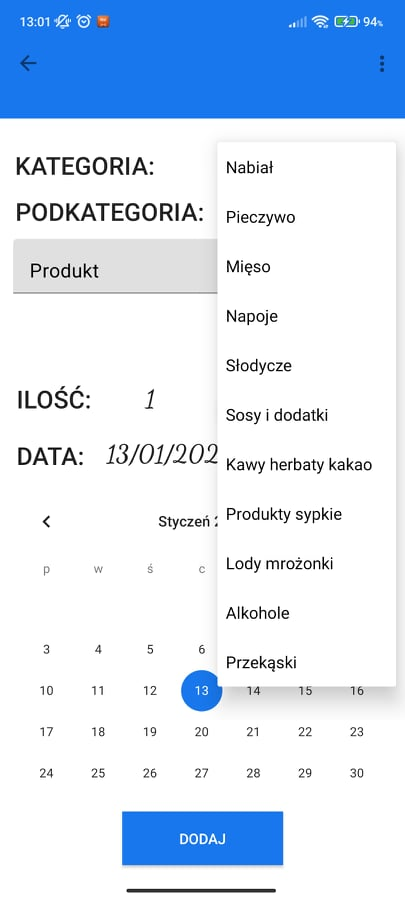 13:01 94%
KATEGORIA:
Nabiał
PODKATEGORIA:
Pieczywo
Produkt
Mięso
Napoje
Słodycze
ILOŚĆ: 1
Sosy i dodatki
DATA: 13/01/202
Kawy herbaty kakao
Produkty sypkie
Styczeń
Lody mrożonki
p w ś c
Alkohole
Przekąski
3 4 5 6
10 11 12 13 14 15 16
17 18 19 20 21 22 23
24 25 26 27 28 29 30
DODAJ